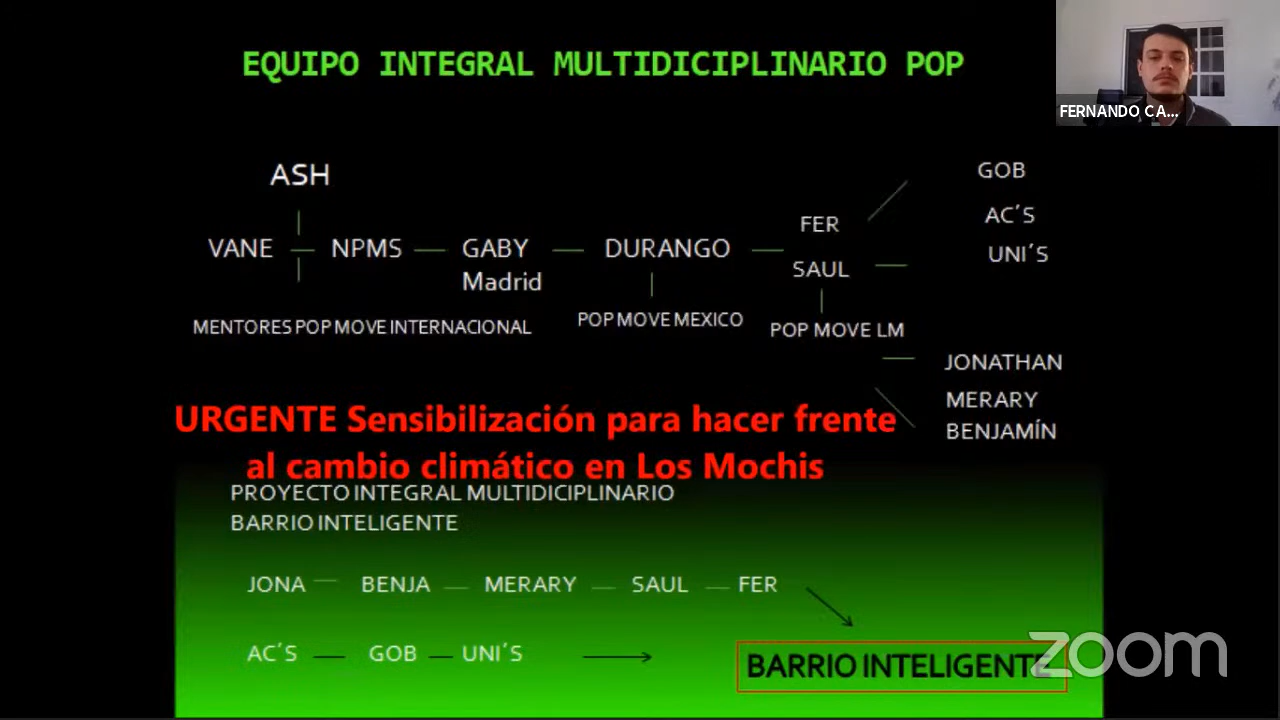 EQUIPO INTEGRAL MULTIDICIPLINARIO POP
FERNANDO CA...
ASH
GOB
AC´S
UNI´S
FER
VANE NPMS GABY DURANGO
Madrid
SAUL
MENTORES POP MOVE INTERNACIONAL
POP MOVE MEXICO
POP MOVE LM
JONATHAN
MERARY
BENJAMÍN
URGENTE Sensibilización para hacer frente
al cambio climático en Los Mochis
PROYECTO INTEGRAL MULTIDICIPLINARIO
BARRIO INTELIGENTE
JONA BENJA MERARY SAUL FER
AC´S GOB UNI´S
BARRIO INTELIGENTE
zoom